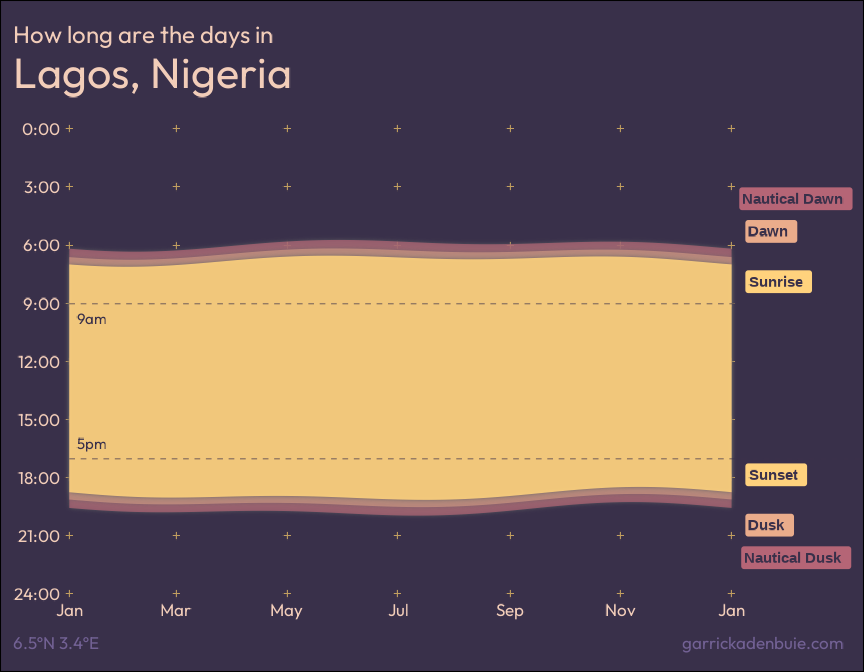 How long are the days in
Lagos, Nigeria
0:00
3:00
Nautical Dawn
Dawn
6:00
Sunrise
9:00
9am
12:00
15:00
5pm
18:00
Sunset
Dusk
21:00
Nautical Dusk
24:00
Jan Mar May Jul Sep Nov Jan
6.5°N 3.4°E garrickadenbuie.com